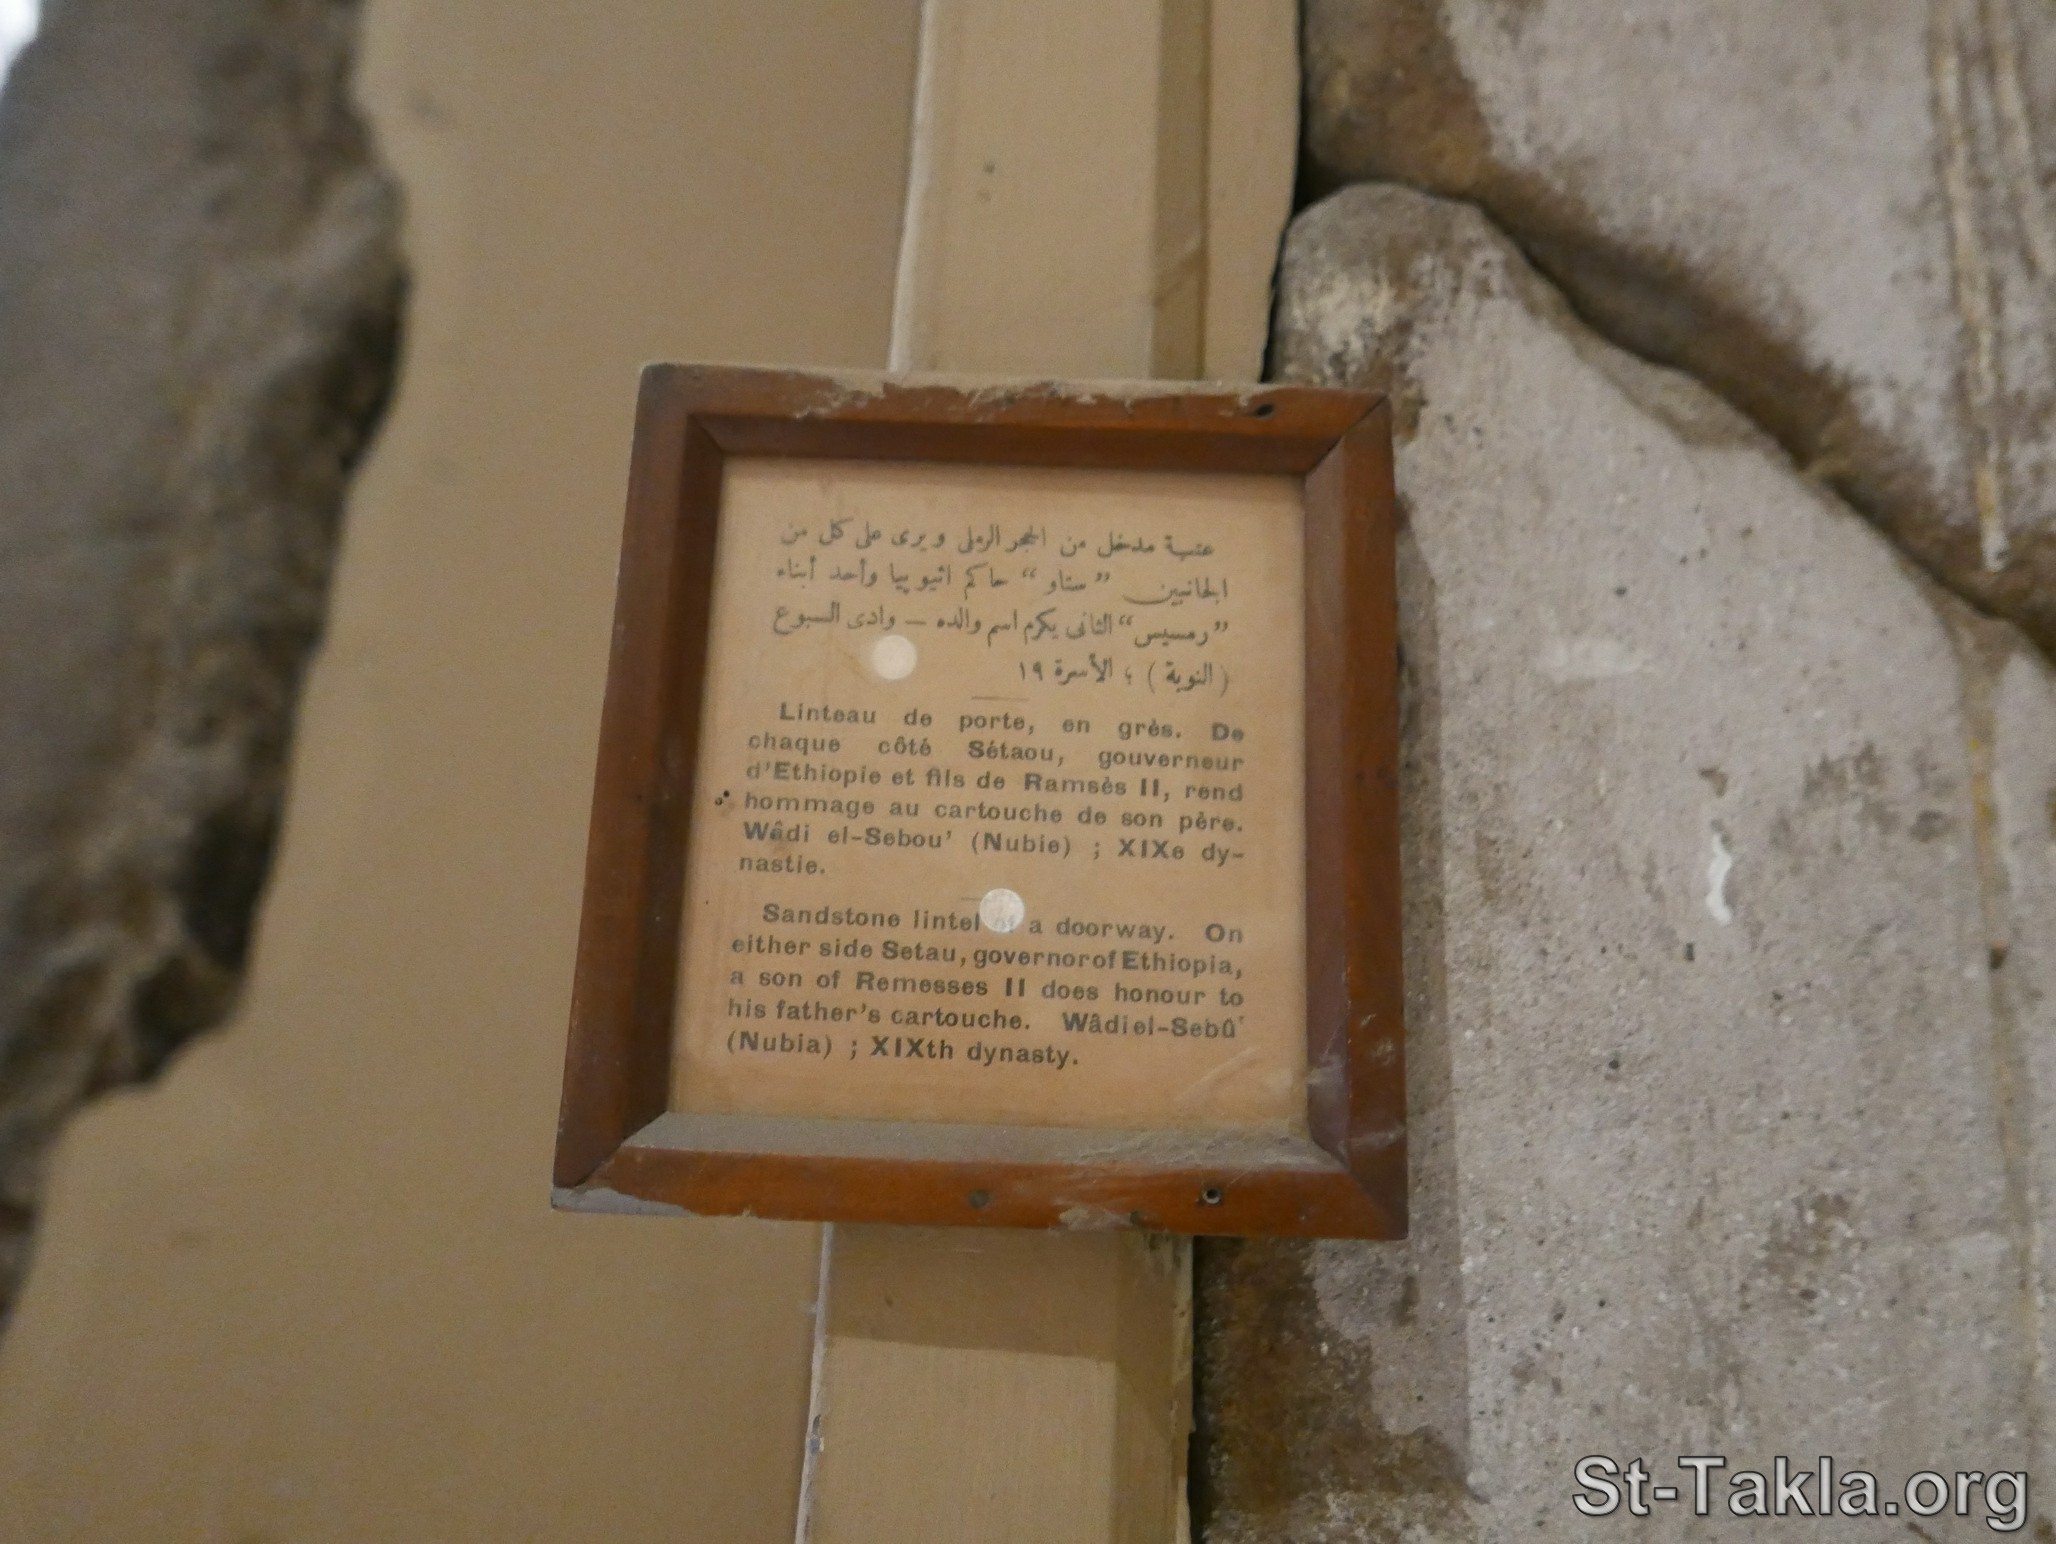 عتبة مدخل من الحجر الرملى ويرى على كل من
الجانبين "ستاو" حاكم اثيوبيا وأحد أبناء
"رمسيس" الثانى يكرم اسم والده — وادى السبوع
(النوبة) ؛ الأسرة ١٩
Linteau de porte, en grès. De
chaque côté Sétaou, gouverneur
d'Ethiopie et fils de Ramsès II, rend
hommage au cartouche de son père.
Wâdi el-Sebou' (Nubie) ; XIXe dy-
nastie.
Sandstone lintel of a doorway. On
either side Setau, governor of Ethiopia,
a son of Remesses II does honour to
his father's cartouche. Wâdi el-Sebû'
(Nubia) ; XIXth dynasty.
St-Takla.org